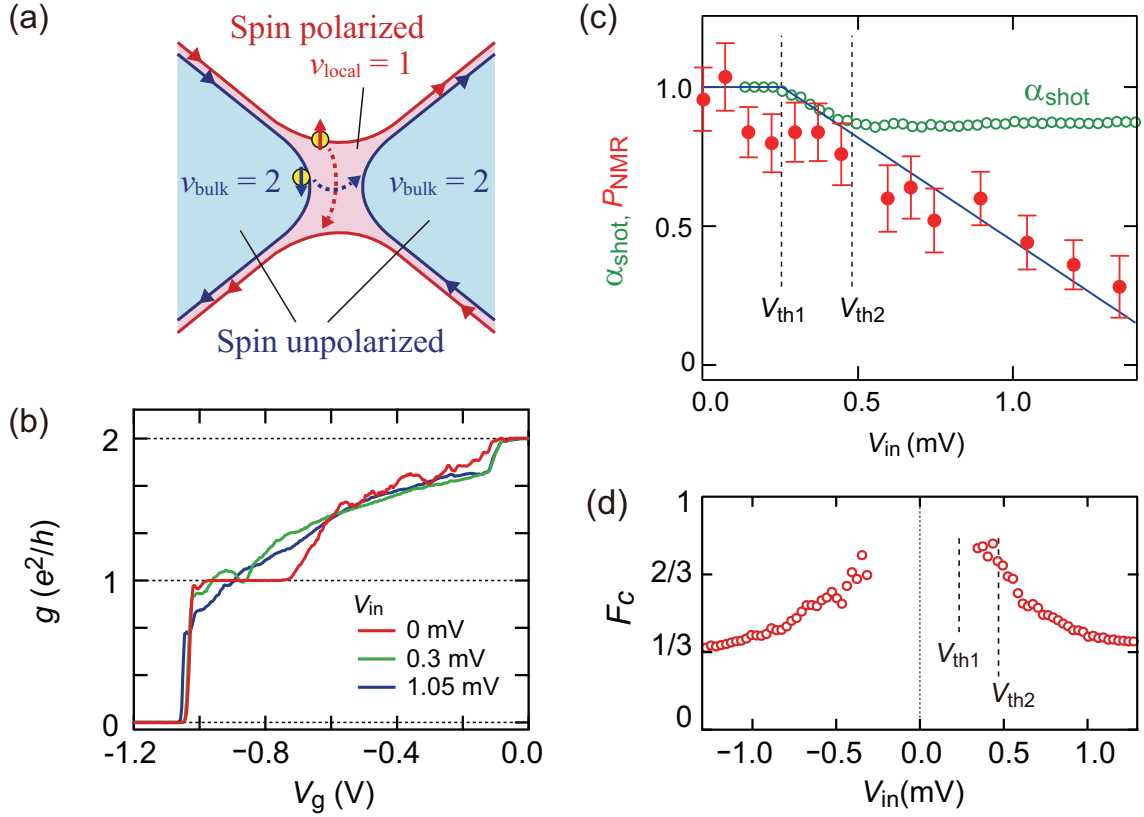 (a)
Spin polarized
νlocal = 1
νbulk = 2
νbulk = 2
Spin unpolarized
(b)
g (e²/h)
2
1
0
Vin
0 mV
0.3 mV
1.05 mV
-1.2
-0.8
-0.4
0.0
Vg (V)
(c)
αshot, PNMR
1.0
0.5
0
αshot
Vth1
Vth2
0.0
0.5
1.0
Vin (mV)
(d)
Fc
1
2/3
1/3
0
Vth1
Vth2
-1.0
-0.5
0.0
0.5
1.0
Vin(mV)